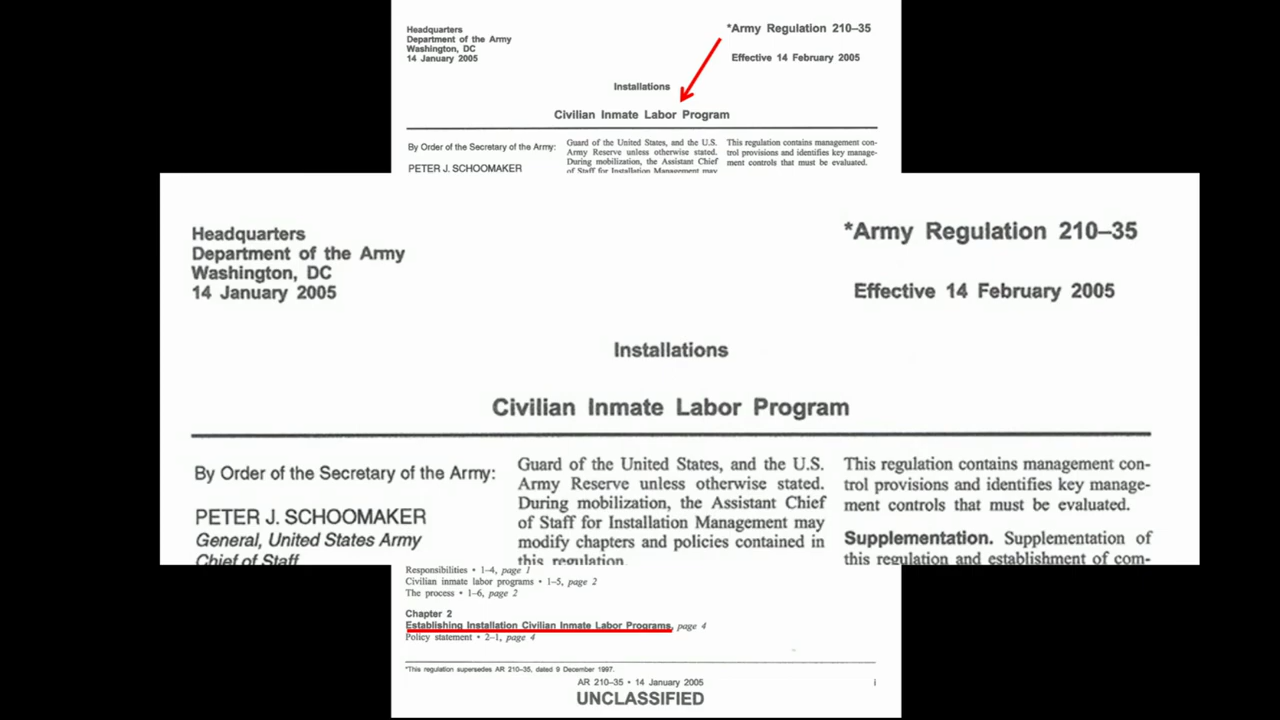 Headquarters
Department of the Army
Washington, DC
14 January 2005
*Army Regulation 210–35
Effective 14 February 2005
Installations
Civilian Inmate Labor Program
By Order of the Secretary of the Army:
PETER J. SCHOOMAKER
Guard of the United States, and the U.S.
Army Reserve unless otherwise stated.
During mobilization, the Assistant Chief
of Staff for Installation Management may
This regulation contains management con-
trol provisions and identifies key manage-
ment controls that must be evaluated.
Headquarters
Department of the Army
Washington, DC
14 January 2005
*Army Regulation 210–35
Effective 14 February 2005
Installations
Civilian Inmate Labor Program
By Order of the Secretary of the Army:
PETER J. SCHOOMAKER
General, United States Army
Chief of Staff
Guard of the United States, and the U.S.
Army Reserve unless otherwise stated.
During mobilization, the Assistant Chief
of Staff for Installation Management may
modify chapters and policies contained in
this regulation.
This regulation contains management con-
trol provisions and identifies key manage-
ment controls that must be evaluated.
Supplementation. Supplementation of
this regulation and establishment of com-
Responsibilities • 1–4, page 1
Civilian inmate labor programs • 1–5, page 2
The process • 1–6, page 2
Chapter 2
Establishing Installation Civilian Inmate Labor Programs, page 4
Policy statement • 2–1, page 4
*This regulation supersedes AR 210–35, dated 9 December 1997.
AR 210–35 • 14 January 2005
i
UNCLASSIFIED